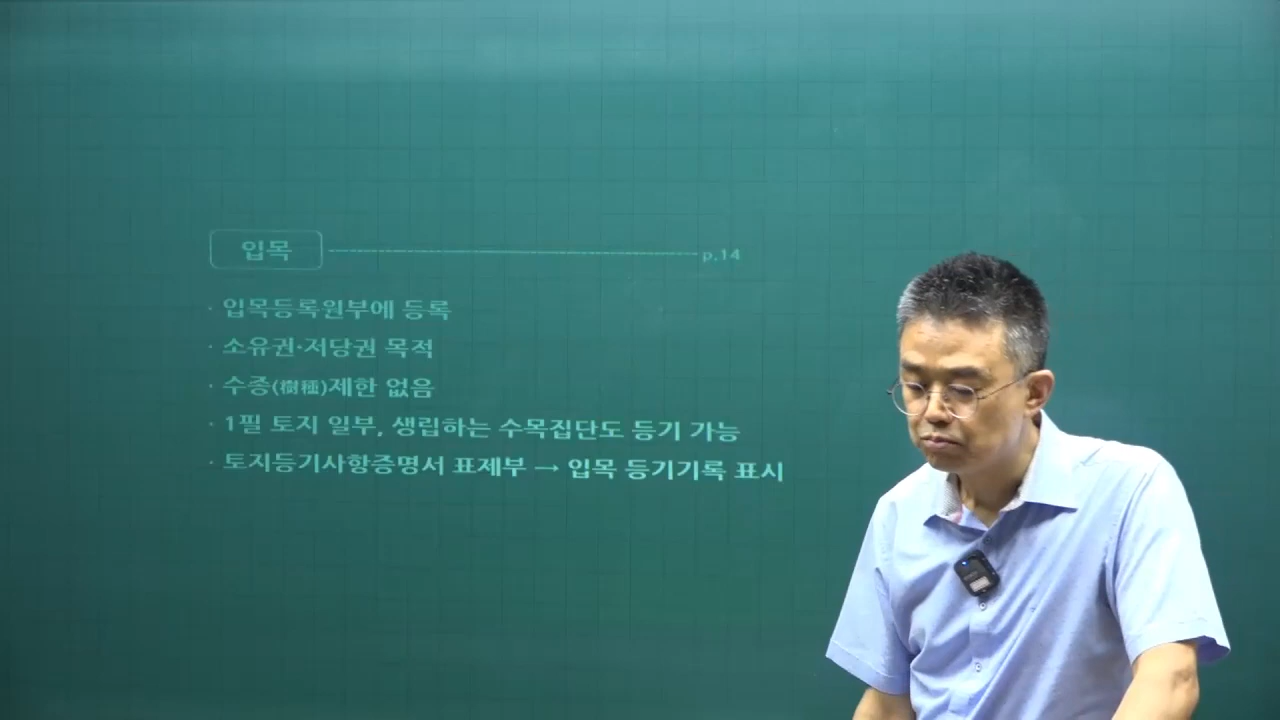 입목 p.14
· 입목등록원부에 등록
· 소유권·저당권 목적
· 수종(樹種)제한 없음
· 1필 토지 일부, 생립하는 수목집단도 등기 가능
· 토지등기사항증명서 표제부 → 입목 등기기록 표시